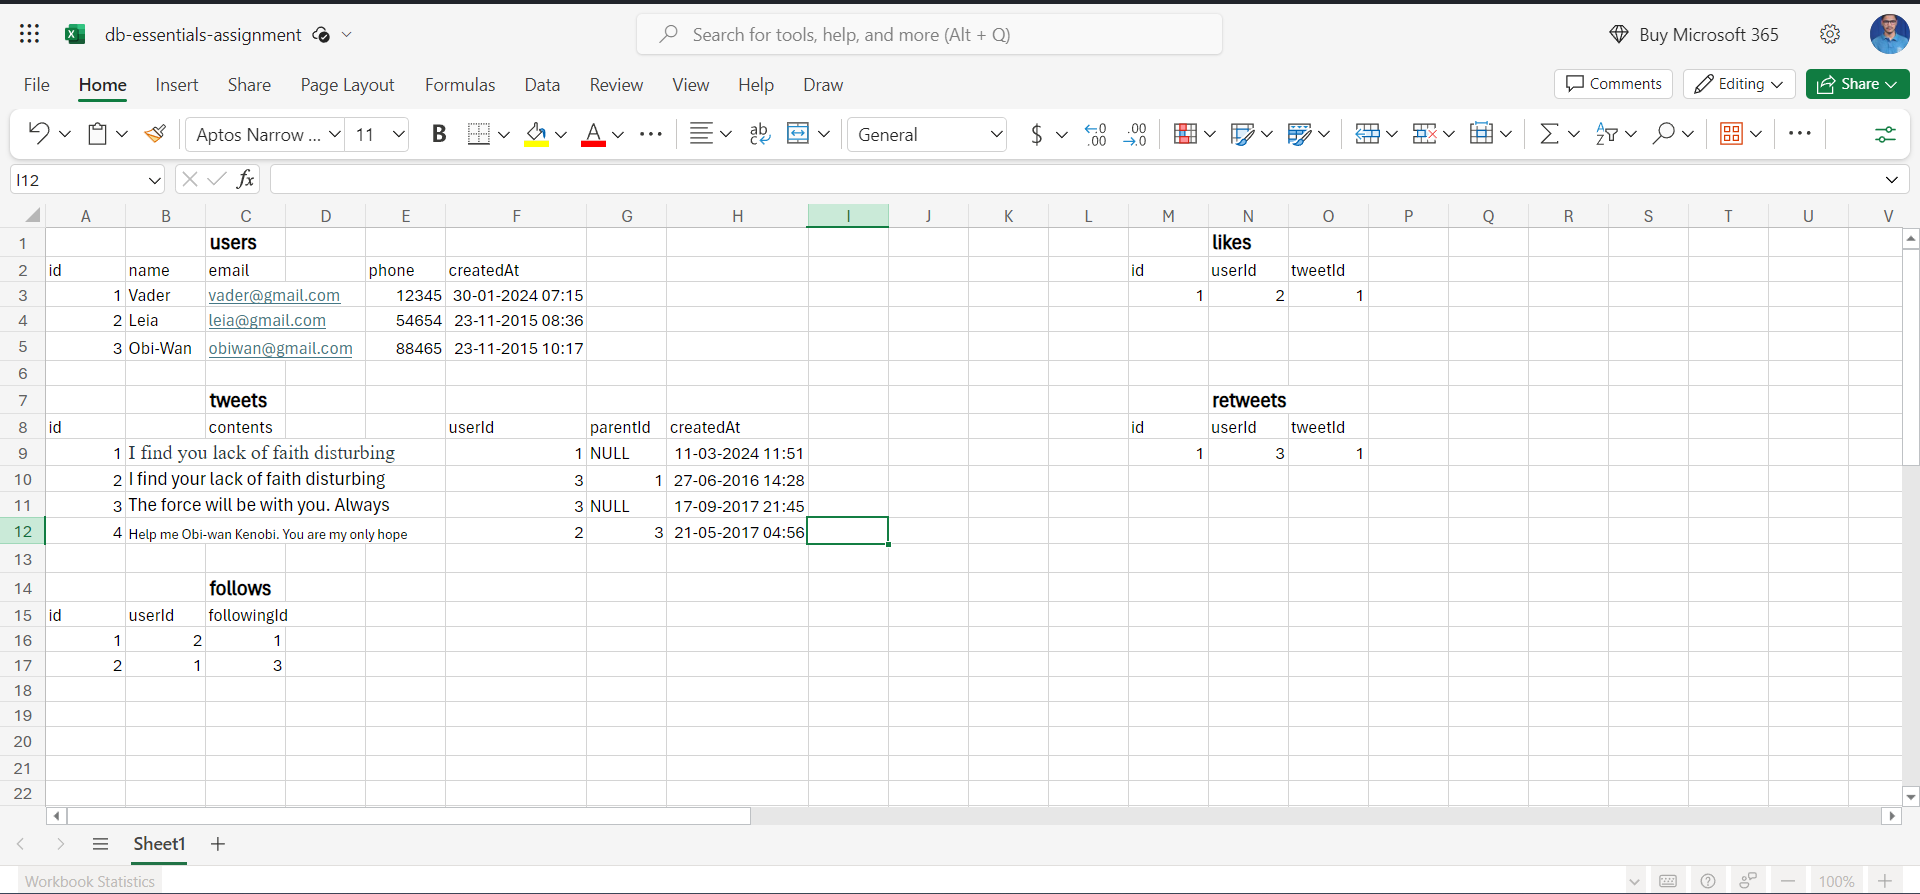 db-essentials-assignment
Search for tools, help, and more (Alt + Q)
Buy Microsoft 365
File Home Insert Share Page Layout Formulas Data Review View Help Draw
Comments Editing Share
Aptos Narrow ... 11 B A ... ab General $ .00 .00
I12 fx
A B C D E F G H I J K L M N O P Q R S T U V
1 users likes
2 id name email phone createdAt id userId tweetId
3 1 Vader vader@gmail.com 12345 30-01-2024 07:15 1 2 1
4 2 Leia leia@gmail.com 54654 23-11-2015 08:36
5 3 Obi-Wan obiwan@gmail.com 88465 23-11-2015 10:17
6
7 tweets retweets
8 id contents userId parentId createdAt id userId tweetId
9 1 I find you lack of faith disturbing 1 NULL 11-03-2024 11:51 1 3 1
10 2 I find your lack of faith disturbing 3 1 27-06-2016 14:28
11 3 The force will be with you. Always 3 NULL 17-09-2017 21:45
12 4 Help me Obi-wan Kenobi. You are my only hope 2 3 21-05-2017 04:56
13
14 follows
15 id userId followingId
16 1 2 1
17 2 1 3
18
19
20
21
22
Sheet1
Workbook Statistics 100%